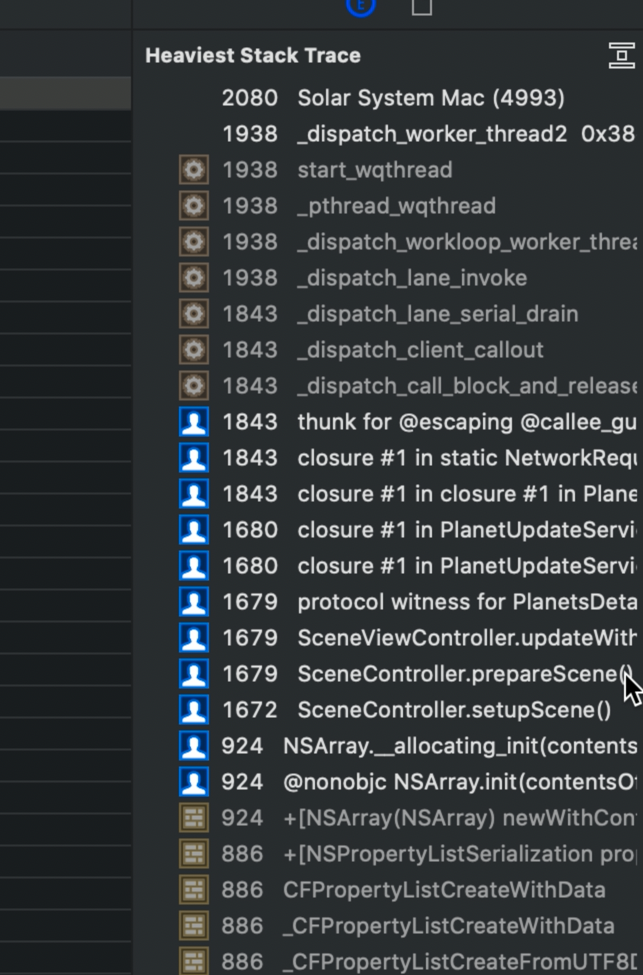 Heaviest Stack Trace
2080 Solar System Mac (4993)
1938 _dispatch_worker_thread2 0x38
1938 start_wqthread
1938 _pthread_wqthread
1938 _dispatch_workloop_worker_threa
1938 _dispatch_lane_invoke
1843 _dispatch_lane_serial_drain
1843 _dispatch_client_callout
1843 _dispatch_call_block_and_release
1843 thunk for @escaping @callee_gu
1843 closure #1 in static NetworkRequ
1843 closure #1 in closure #1 in Plane
1680 closure #1 in PlanetUpdateServi
1680 closure #1 in PlanetUpdateServi
1679 protocol witness for PlanetsDeta
1679 SceneViewController.updateWith
1679 SceneController.prepareScene()
1672 SceneController.setupScene()
924 NSArray.__allocating_init(contents
924 @nonobjc NSArray.init(contentsOf
924 +[NSArray(NSArray) newWithCon
886 +[NSPropertyListSerialization pro
886 CFPropertyListCreateWithData
886 _CFPropertyListCreateWithData
886 _CFPropertyListCreateFromUTF8